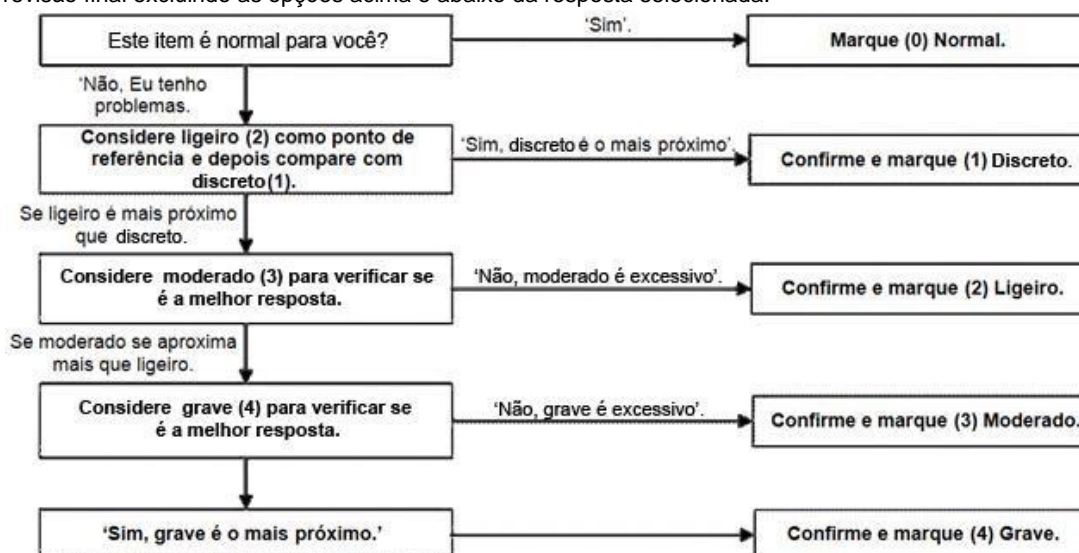 revisão final excluindo as opções acima e abaixo da resposta selecionada.
Este item é normal para você?
‘Sim’.
Marque (0) Normal.
‘Não, Eu tenho
problemas.
Considere ligeiro (2) como ponto de
referência e depois compare com
discreto(1).
‘Sim, discreto é o mais próximo’.
Confirme e marque (1) Discreto.
Se ligeiro é mais próximo
que discreto.
Considere moderado (3) para verificar se
é a melhor resposta.
‘Não, moderado é excessivo’.
Confirme e marque (2) Ligeiro.
Se moderado se aproxima
mais que ligeiro.
Considere grave (4) para verificar se
é a melhor resposta.
‘Não, grave é excessivo’.
Confirme e marque (3) Moderado.
‘Sim, grave é o mais próximo.’
Confirme e marque (4) Grave.